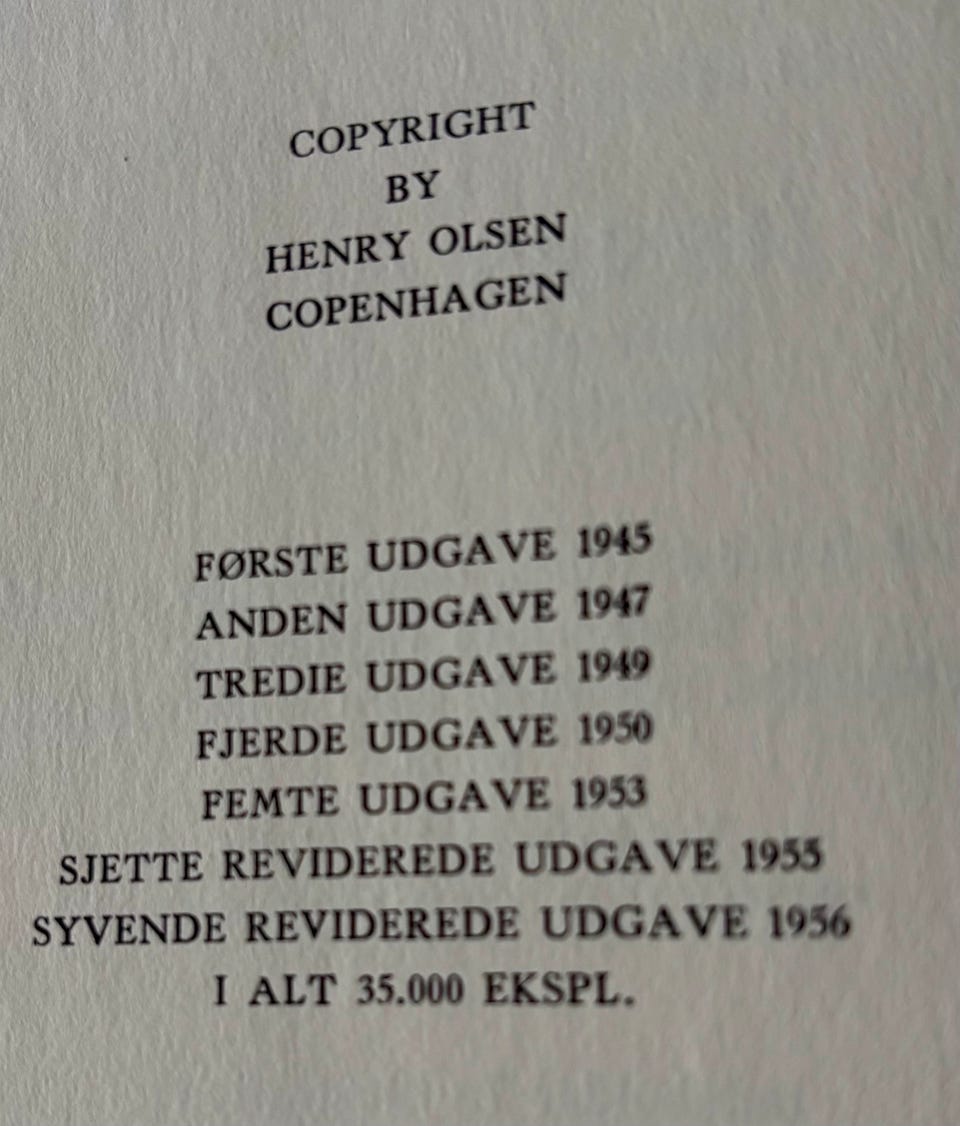 COPYRIGHT
BY
HENRY OLSEN
COPENHAGEN
FØRSTE UDGAVE 1945
ANDEN UDGAVE 1947
TREDIE UDGAVE 1949
FJERDE UDGAVE 1950
FEMTE UDGAVE 1953
SJETTE REVIDEREDE UDGAVE 1955
SYVENDE REVIDEREDE UDGAVE 1956
I ALT 35.000 EKSPL.